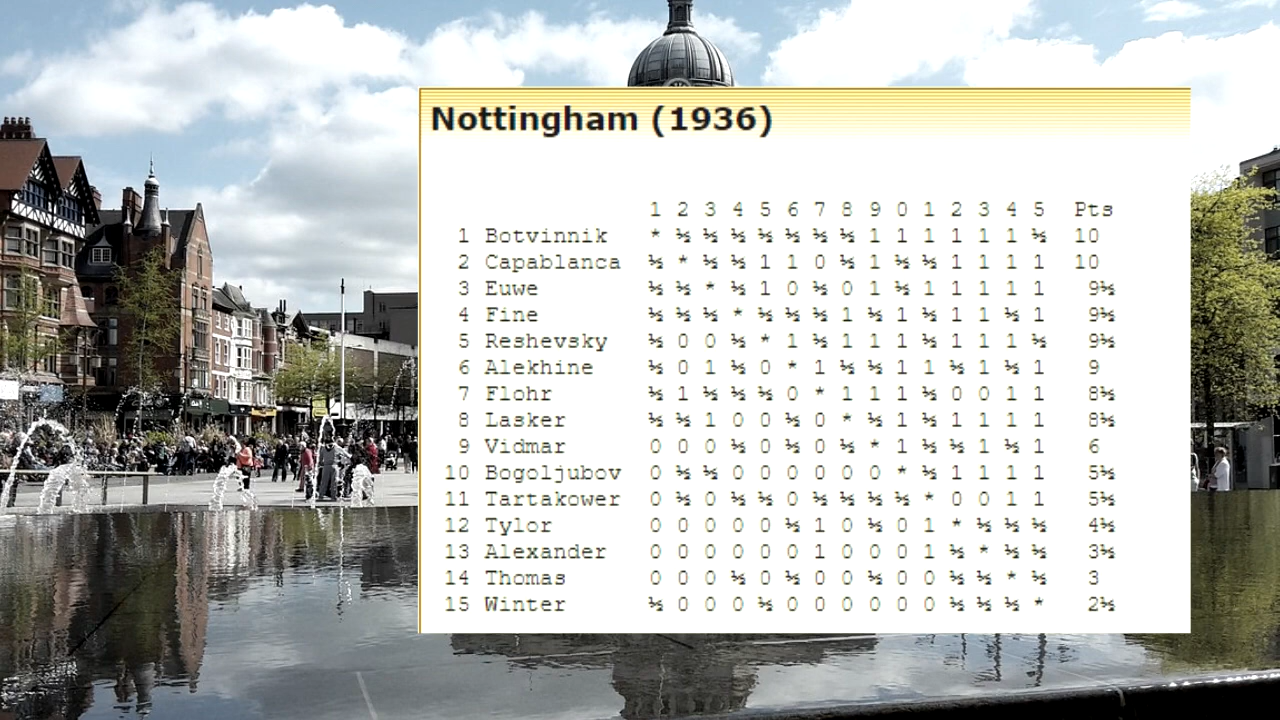 Nottingham (1936)
1 2 3 4 5 6 7 8 9 0 1 2 3 4 5 Pts
1 Botvinnik * ½ ½ ½ ½ ½ ½ ½ 1 1 1 1 1 1 ½ 10
2 Capablanca ½ * ½ ½ 1 1 0 ½ 1 ½ ½ 1 1 1 1 10
3 Euwe ½ ½ * ½ 1 0 ½ 0 1 ½ 1 1 1 1 1 9½
4 Fine ½ ½ ½ * ½ ½ ½ 1 ½ 1 ½ 1 1 ½ 1 9½
5 Reshevsky ½ 0 0 ½ * 1 ½ 1 1 1 ½ 1 1 1 ½ 9½
6 Alekhine ½ 0 1 ½ 0 * 1 ½ ½ 1 1 ½ 1 ½ 1 9
7 Flohr ½ 1 ½ ½ ½ 0 * 1 1 1 ½ 0 0 1 1 8½
8 Lasker ½ ½ 1 0 0 ½ 0 * ½ 1 ½ 1 1 1 1 8½
9 Vidmar 0 0 0 ½ 0 ½ 0 ½ * 1 ½ ½ 1 ½ 1 6
10 Bogoljubov 0 ½ ½ 0 0 0 0 0 0 * ½ 1 1 1 1 5½
11 Tartakower 0 ½ 0 ½ ½ 0 ½ ½ ½ ½ * 0 0 1 1 5½
12 Tylor 0 0 0 0 0 ½ 1 0 ½ 0 1 * ½ ½ ½ 4½
13 Alexander 0 0 0 0 0 0 1 0 0 0 1 ½ * ½ ½ 3½
14 Thomas 0 0 0 ½ 0 ½ 0 0 ½ 0 0 ½ ½ * ½ 3
15 Winter ½ 0 0 0 ½ 0 0 0 0 0 0 ½ ½ ½ * 2½